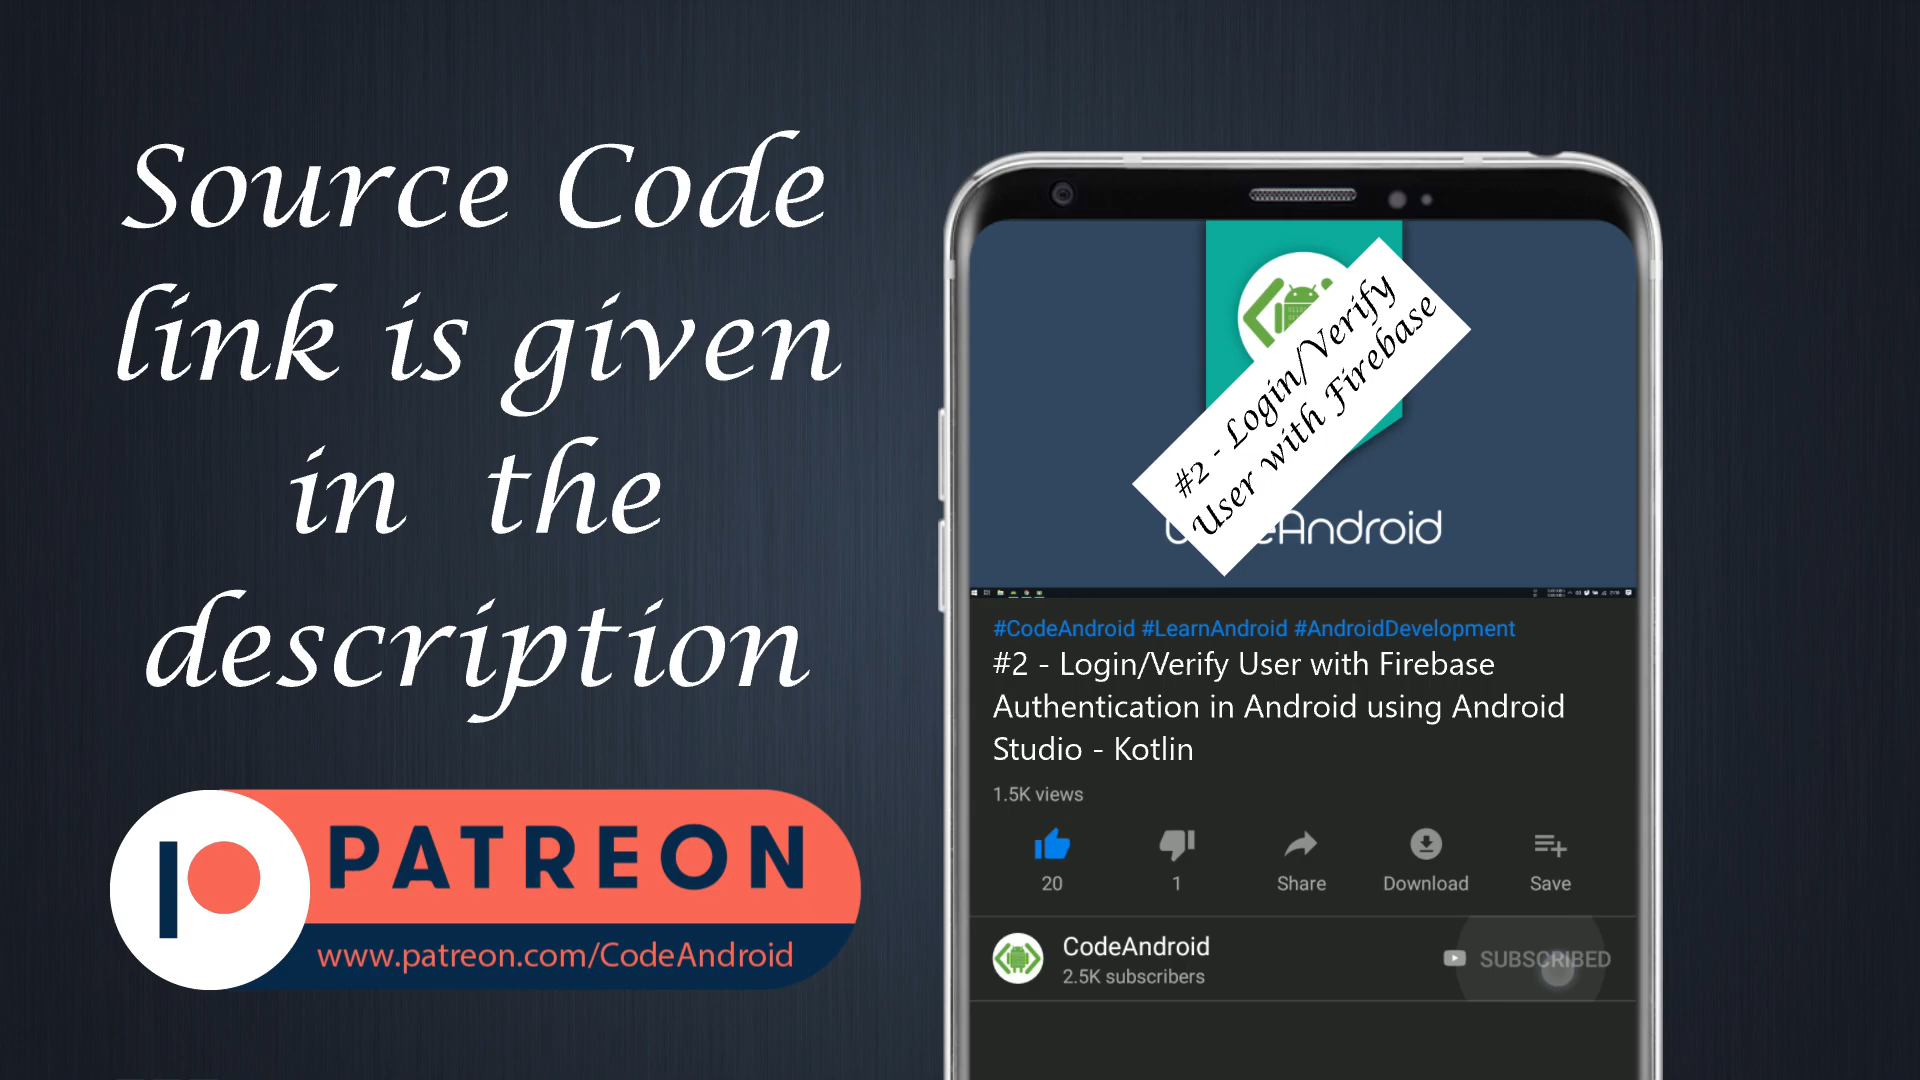 Source Code
link is given
in the
description
PATREON
www.patreon.com/CodeAndroid
#2 - Login/Verify
User with Firebase
Android
#CodeAndroid #LearnAndroid #AndroidDevelopment
#2 - Login/Verify User with Firebase
Authentication in Android using Android
Studio - Kotlin
1.5K views
20
1
Share
Download
Save
CodeAndroid
2.5K subscribers
SUBSCRIBED